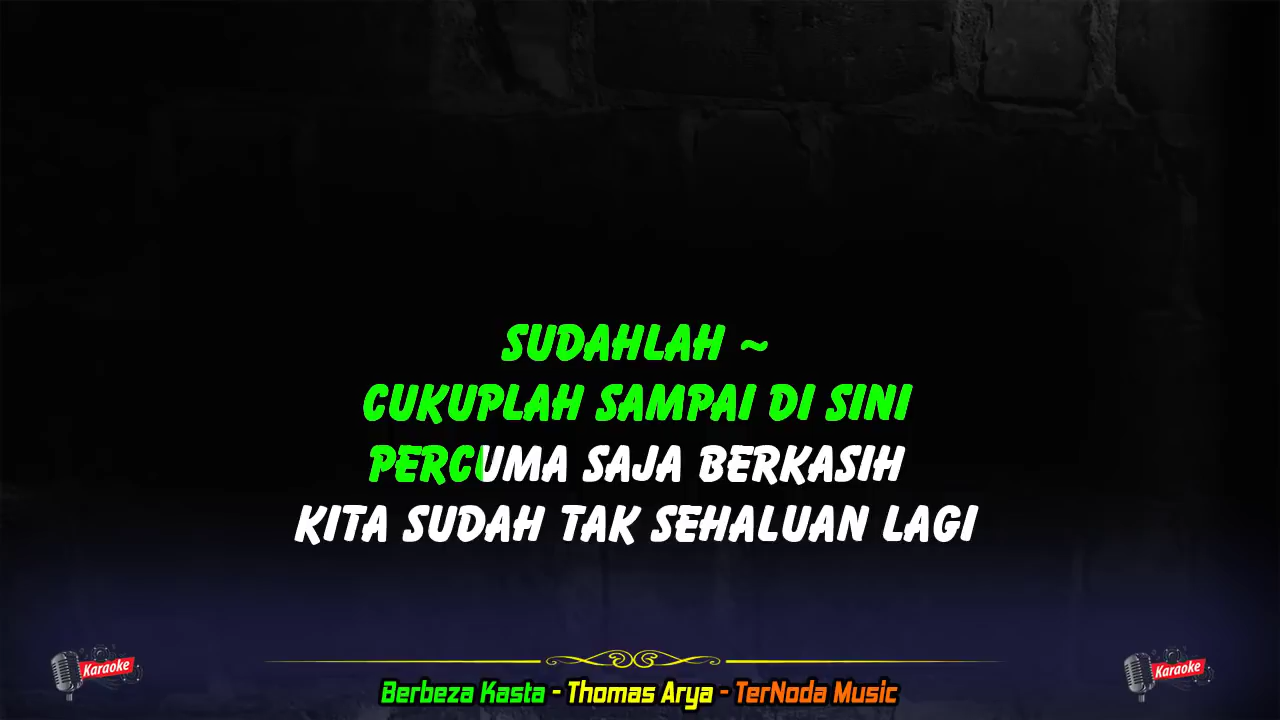 SUDAHLAH ~
CUKUPLAH SAMPAI DI SINI
PERCUMA SAJA BERKASIH
KITA SUDAH TAK SEHALUAN LAGI
Karaoke
Karaoke
Berbeza Kasta - Thomas Arya - TerNoda Music